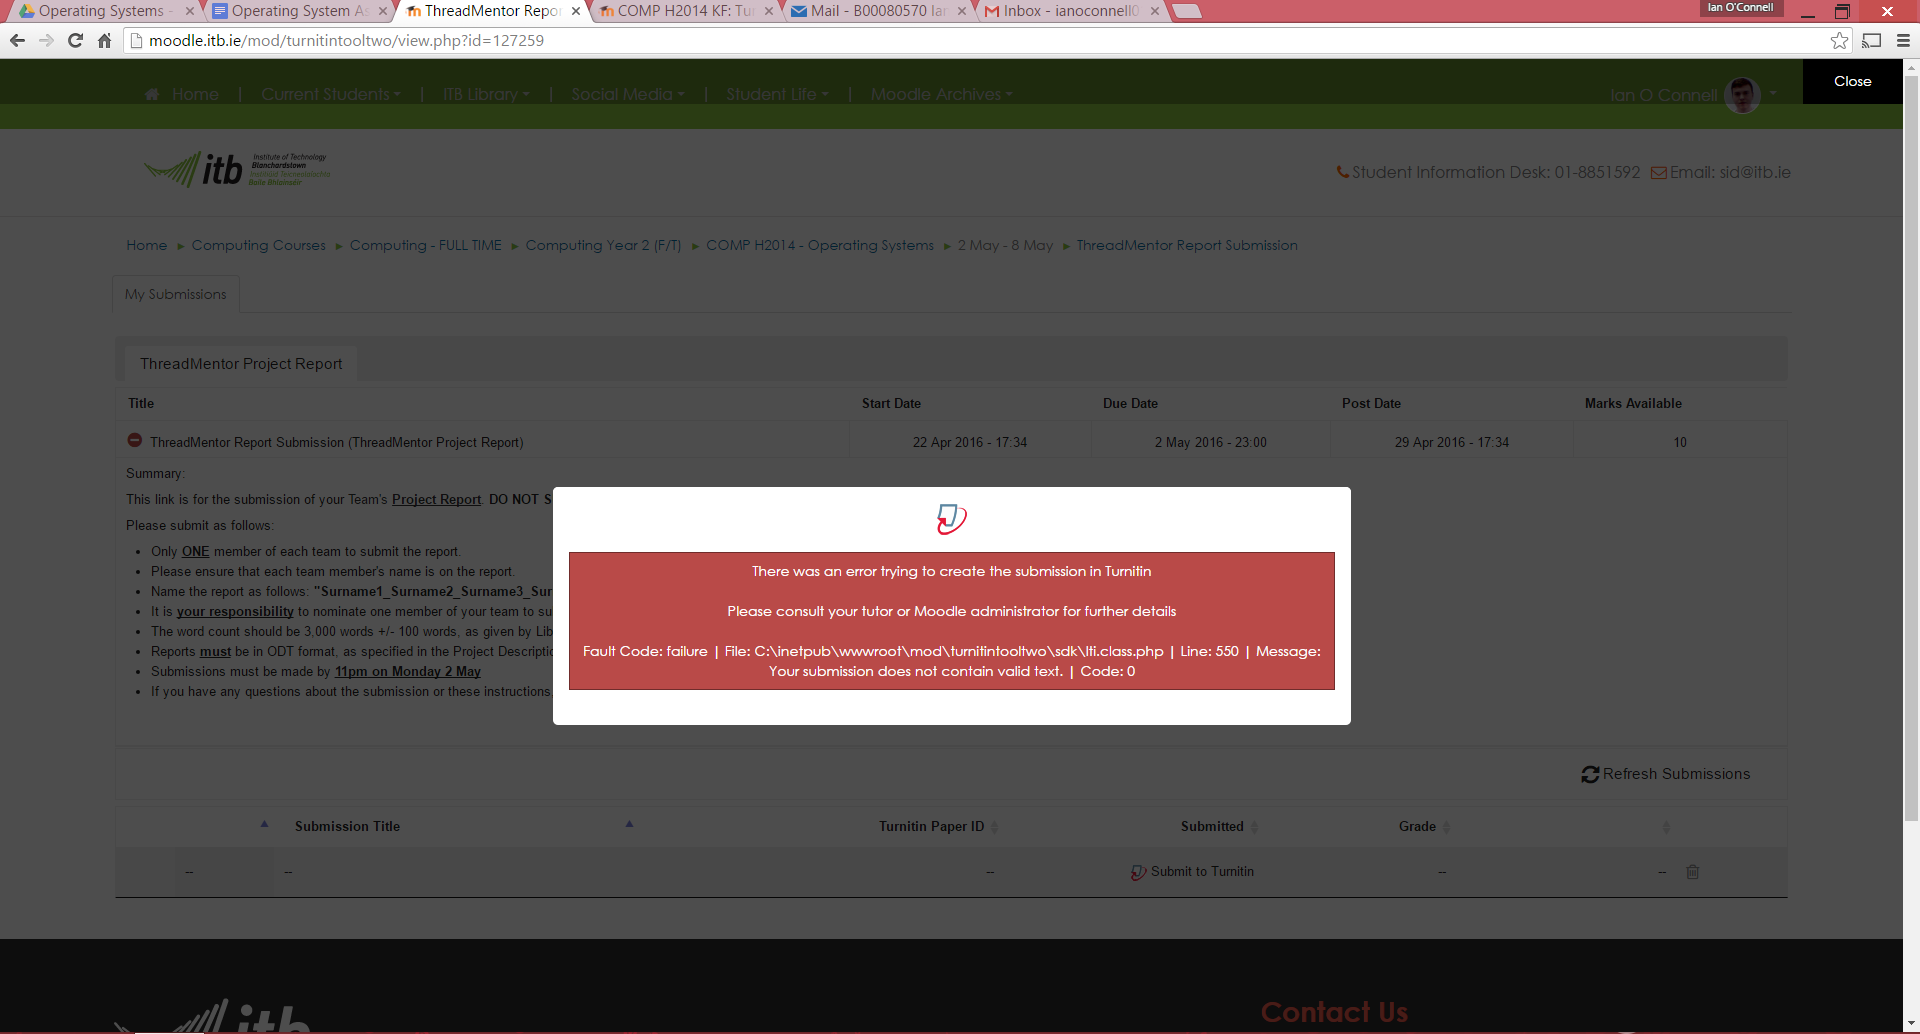 Operating Systems -
Operating System As
ThreadMentor Repor
COMP H2014 KF: Tur
Mail - B00080570 Ian
Inbox - ianoconnell0
Ian O'Connell
moodle.itb.ie/mod/turnitintooltwo/view.php?id=127259
Close
Home | Current Students | ITB Library | Social Media | Student Life | Moodle Archives
Ian O Connell
itb
Institute of Technology
Blanchardstown
Institiúid Teicneolaíochta
Baile Bhlainséir
Student Information Desk: 01-8851592 Email: sid@itb.ie
Home Computing Courses Computing - FULL TIME Computing Year 2 (F/T) COMP H2014 - Operating Systems 2 May - 8 May ThreadMentor Report Submission
My Submissions
ThreadMentor Project Report
Title Start Date Due Date Post Date Marks Available
ThreadMentor Report Submission (ThreadMentor Project Report) 22 Apr 2016 - 17:34 2 May 2016 - 23:00 29 Apr 2016 - 17:34 10
Summary:
This link is for the submission of your Team's Project Report. DO NOT S
Please submit as follows:
• Only ONE member of each team to submit the report.
• Please ensure that each team member's name is on the report.
• Name the report as follows: "Surname1_Surname2_Surname3_Sur
• It is your responsibility to nominate one member of your team to su
• The word count should be 3,000 words +/- 100 words, as given by Lib
• Reports must be in ODT format, as specified in the Project Descriptio
• Submissions must be made by 11pm on Monday 2 May
• If you have any questions about the submission or these instructions,
There was an error trying to create the submission in Turnitin
Please consult your tutor or Moodle administrator for further details
Fault Code: failure | File: C:\inetpub\wwwroot\mod\turnitintooltwo\sdk\lti.class.php | Line: 550 | Message:
Your submission does not contain valid text. | Code: 0
Refresh Submissions
Submission Title Turnitin Paper ID Submitted Grade
-- -- -- Submit to Turnitin -- --
itb
Contact Us